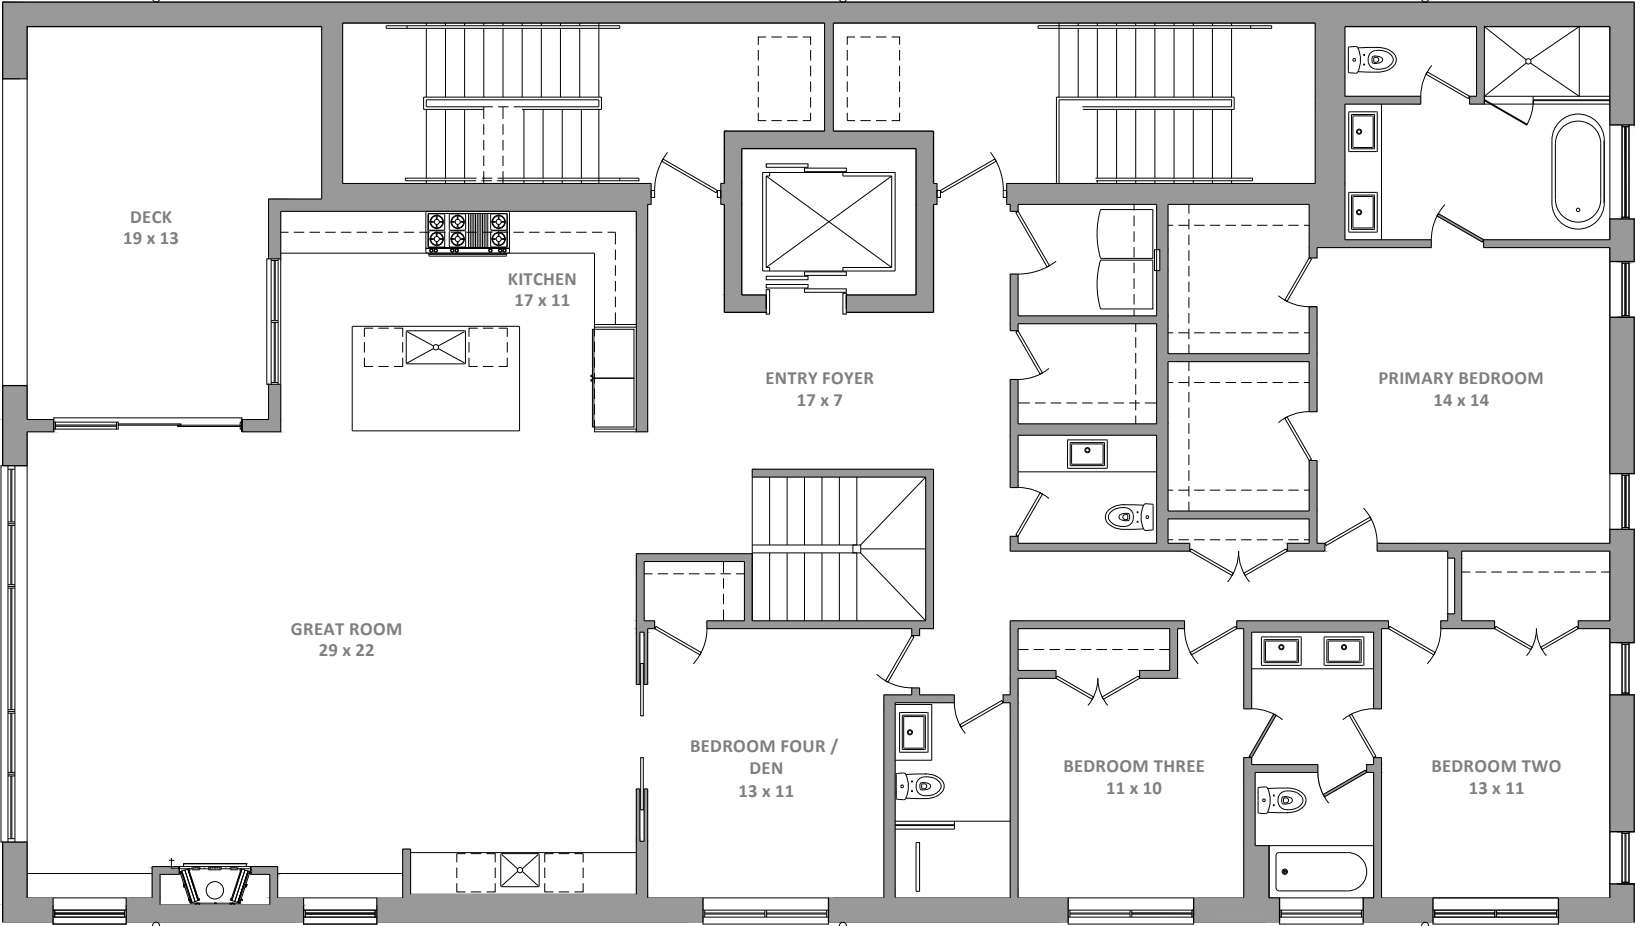 DECK
19 x 13
KITCHEN
17 x 11
ENTRY FOYER
17 x 7
PRIMARY BEDROOM
14 x 14
GREAT ROOM
29 x 22
BEDROOM FOUR /
DEN
13 x 11
BEDROOM THREE
11 x 10
BEDROOM TWO
13 x 11